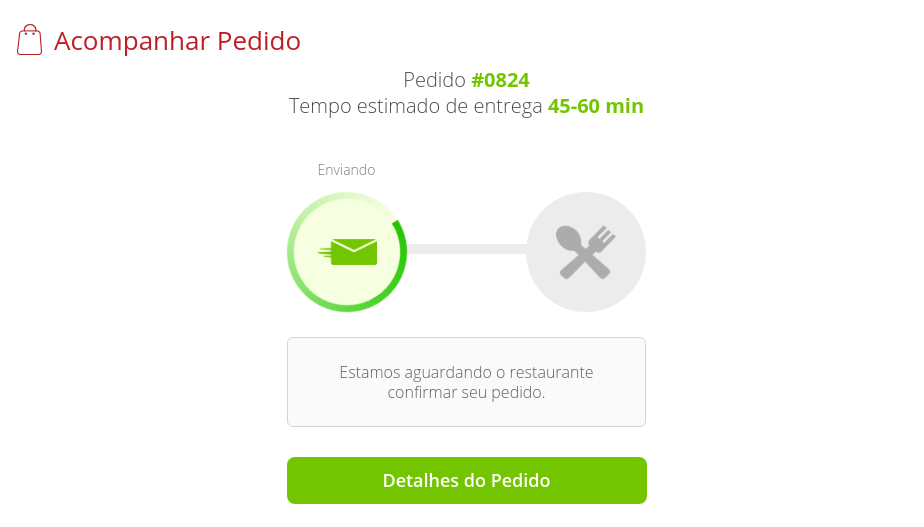 Acompanhar Pedido
Pedido #0824
Tempo estimado de entrega 45-60 min
Enviando
Estamos aguardando o restaurante
confirmar seu pedido.
Detalhes do Pedido